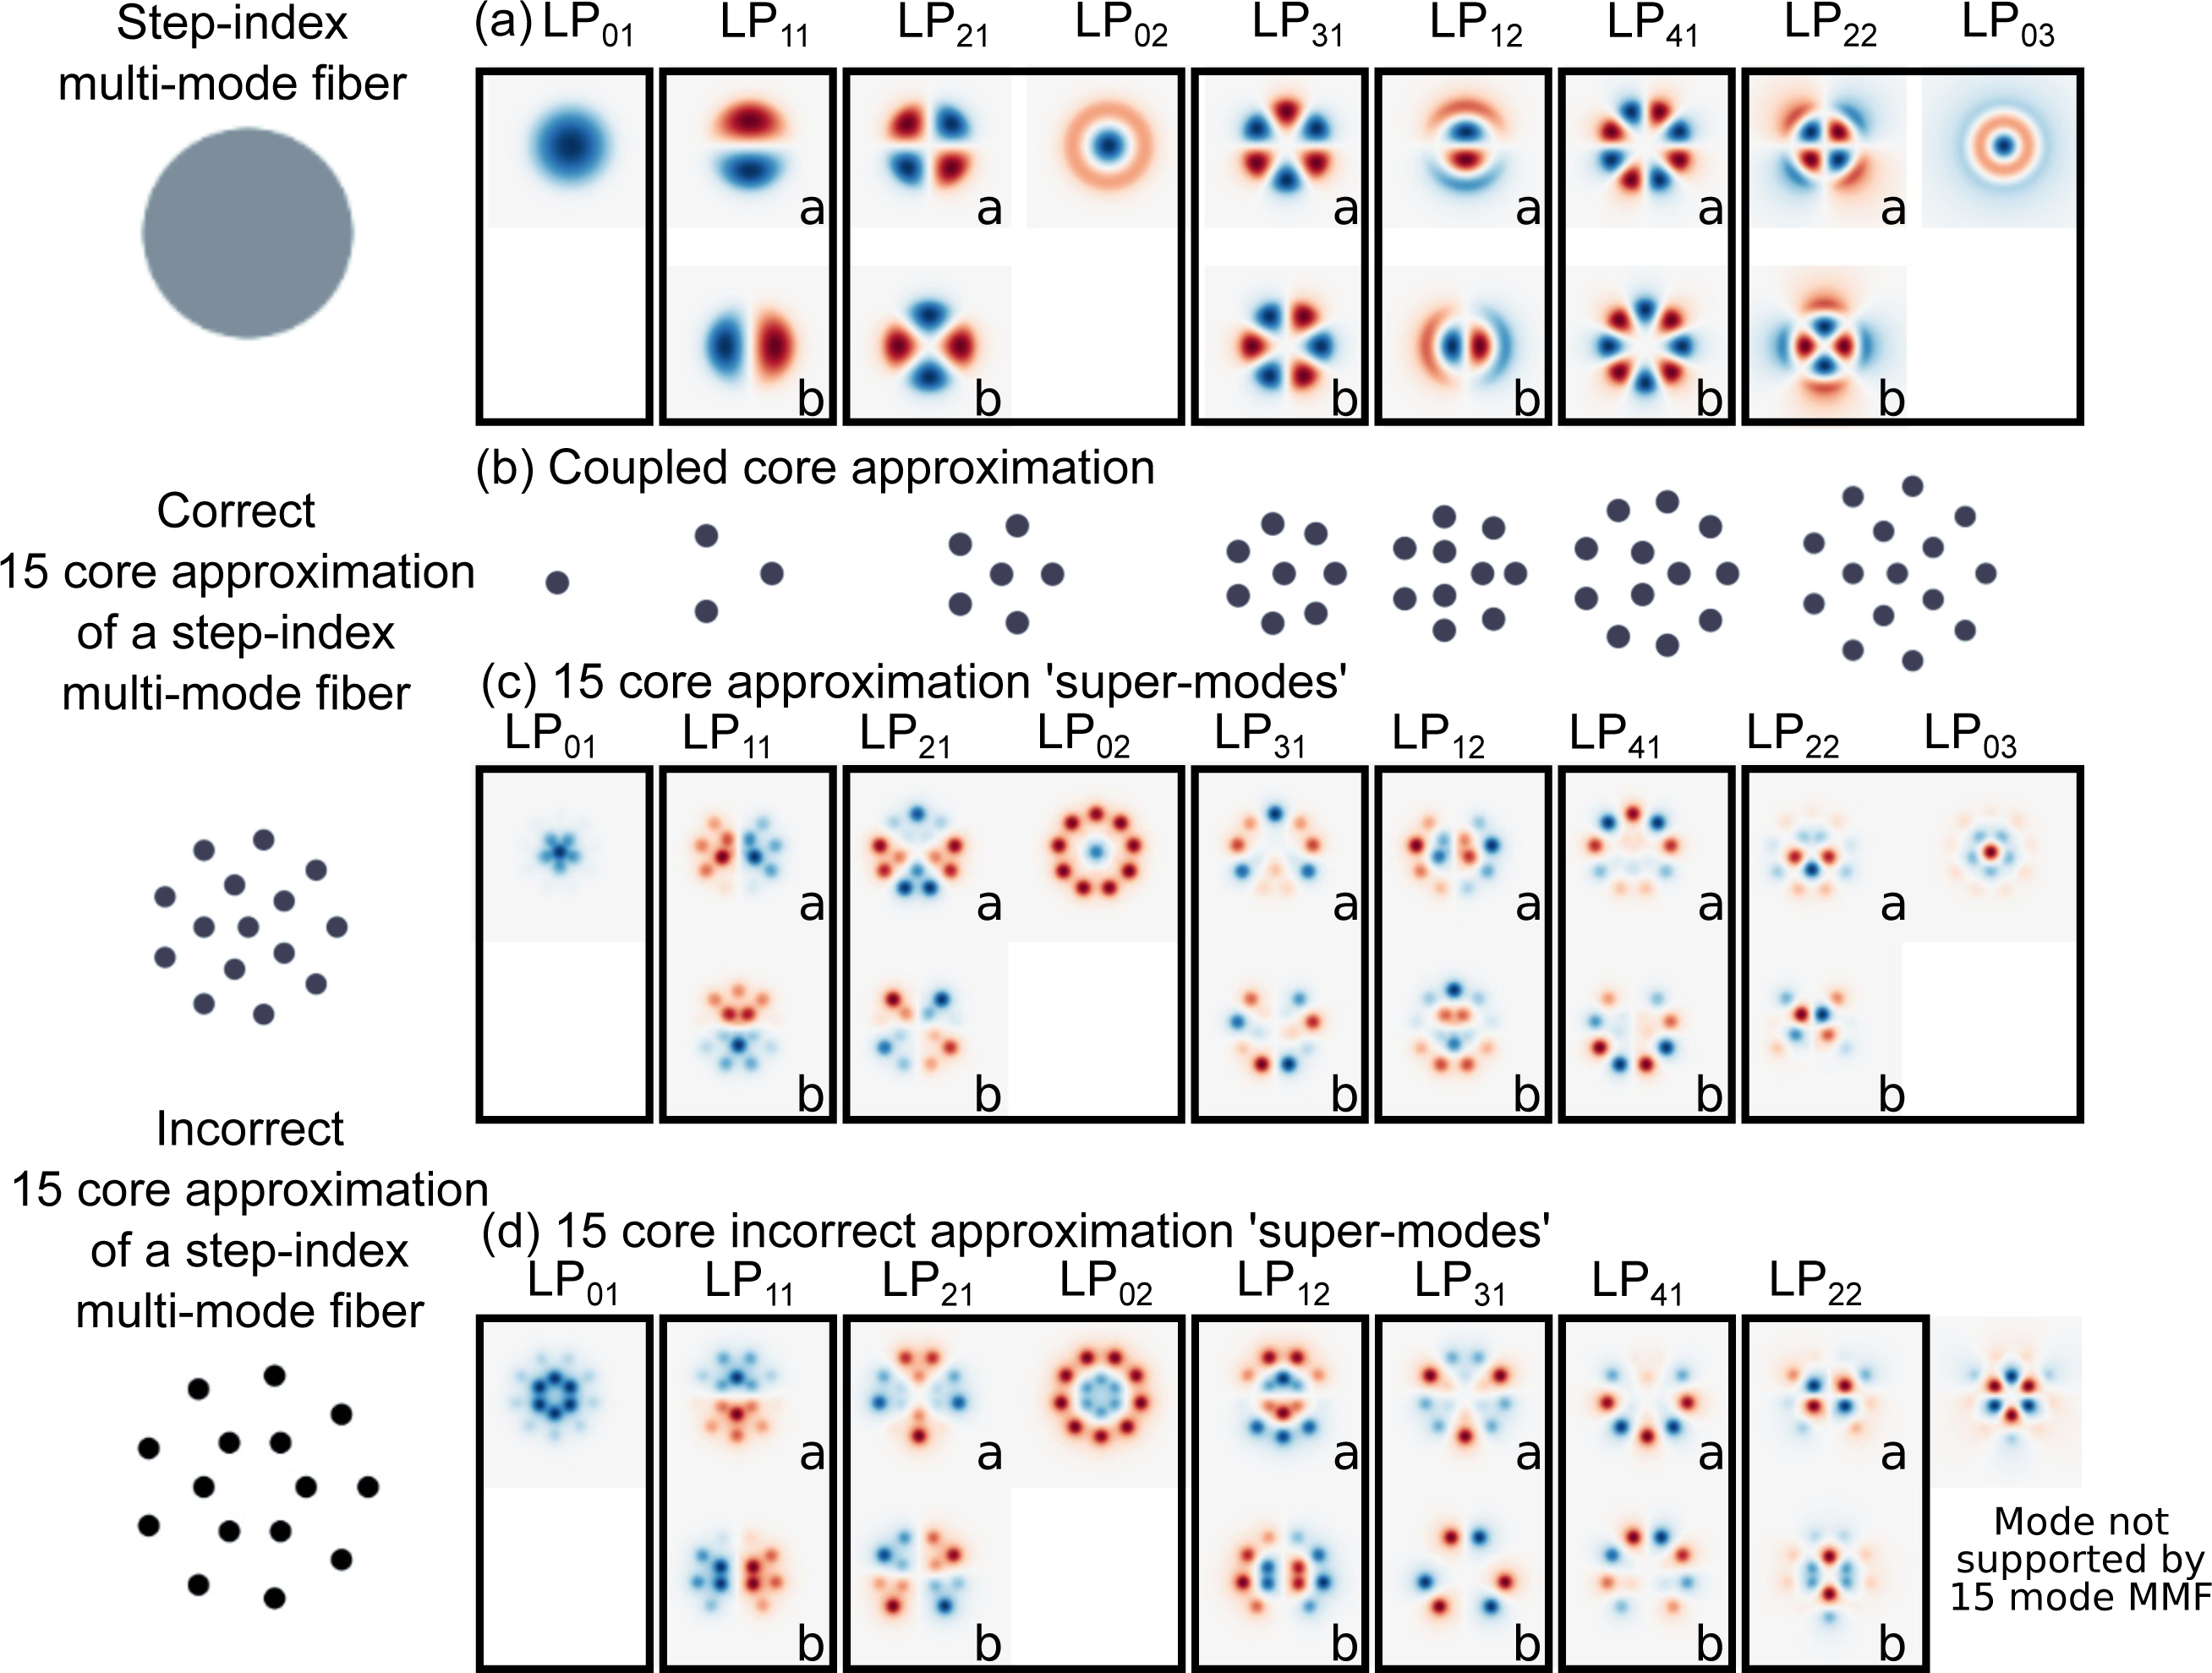 Step-index
multi-mode fiber
(a) LP01 LP11 LP21 LP02 LP31 LP12 LP41 LP22 LP03
a a a a a a
b b b b b b
(b) Coupled core approximation
Correct
15 core approximation
of a step-index
multi-mode fiber
(c) 15 core approximation 'super-modes'
LP01 LP11 LP21 LP02 LP31 LP12 LP41 LP22 LP03
a a a a a a
b b b b b b
Incorrect
15 core approximation
of a step-index
multi-mode fiber
(d) 15 core incorrect approximation 'super-modes'
LP01 LP11 LP21 LP02 LP12 LP31 LP41 LP22
a a a a a a
b b b b b b
Mode not
supported by
15 mode MMF